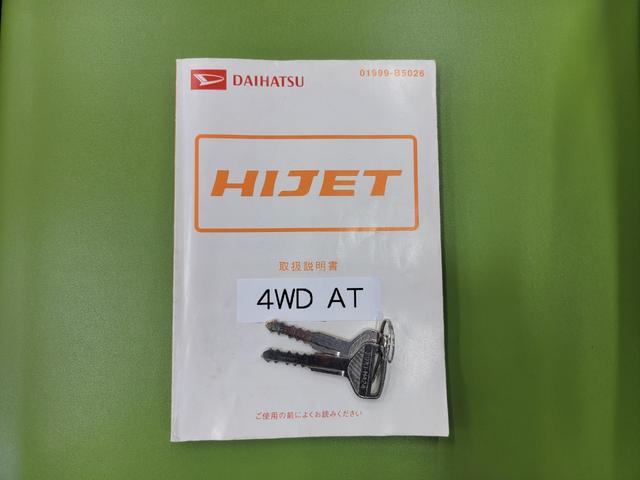 DAIHATSU
01999-B5026
HIJET
取扱説明書
4WD AT
ご使用の前によくお読みください